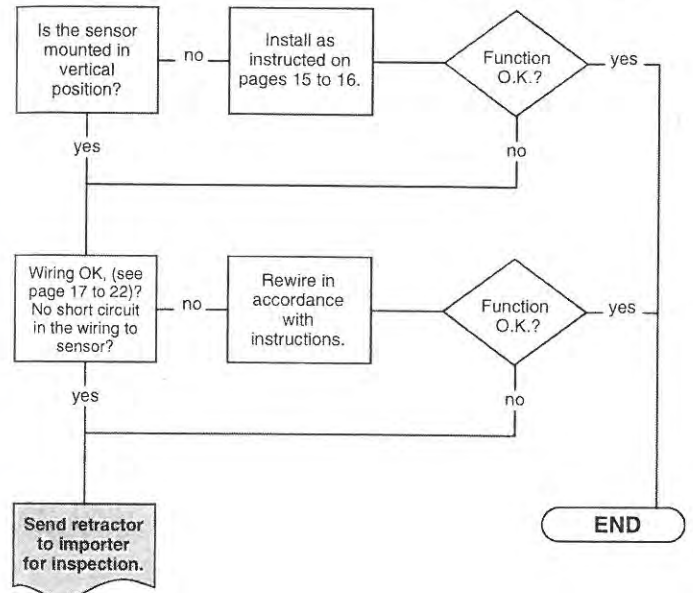 Is the sensor
mounted in
vertical
position?
no
Install as
instructed on
pages 15 to 16.
Function
O.K.?
yes
yes
no
Wiring OK, (see
page 17 to 22)?
No short circuit
in the wiring to
sensor?
no
Rewire in
accordance
with
instructions.
Function
O.K.?
yes
yes
no
Send retractor
to importer
for inspection.
END